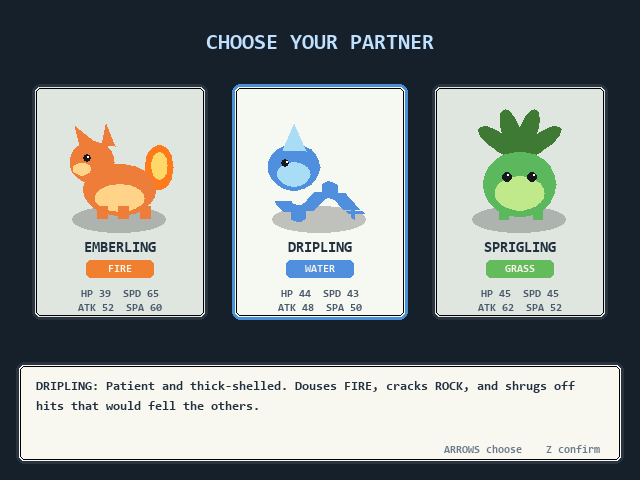 CHOOSE YOUR PARTNER
EMBERLING
FIRE
HP 39 SPD 65
ATK 52 SPA 60
DRIPLING
WATER
HP 44 SPD 43
ATK 48 SPA 50
SPRIGLING
GRASS
HP 45 SPD 45
ATK 62 SPA 52
DRIPLING: Patient and thick-shelled. Douses FIRE, cracks ROCK, and shrugs off
hits that would fell the others.
ARROWS choose Z confirm